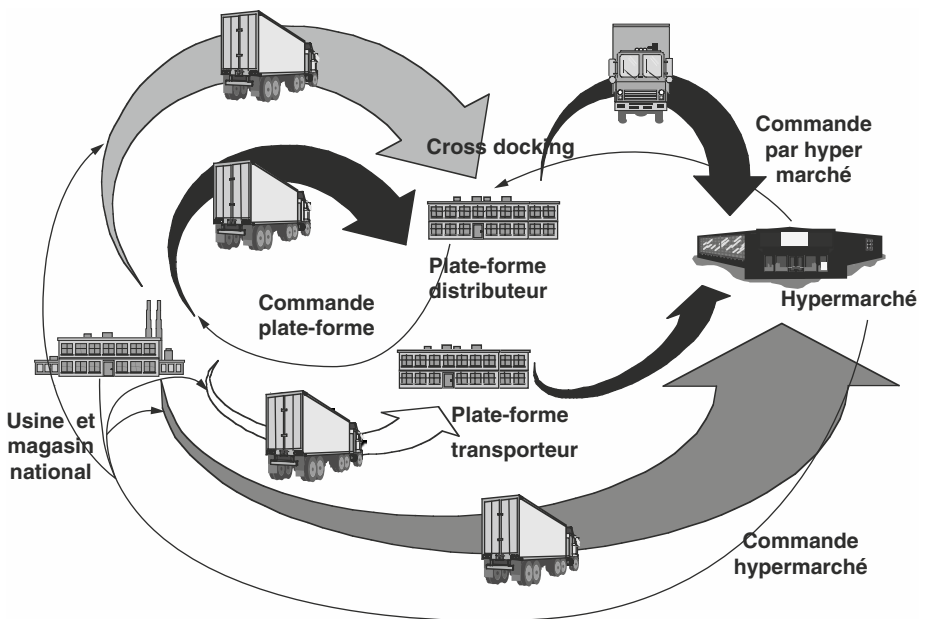 Cross docking
Commande
par hyper
marché
Plate-forme
distributeur
Hypermarché
Commande
plate-forme
Usine et
magasin
national
Plate-forme
transporteur
Commande
hypermarché